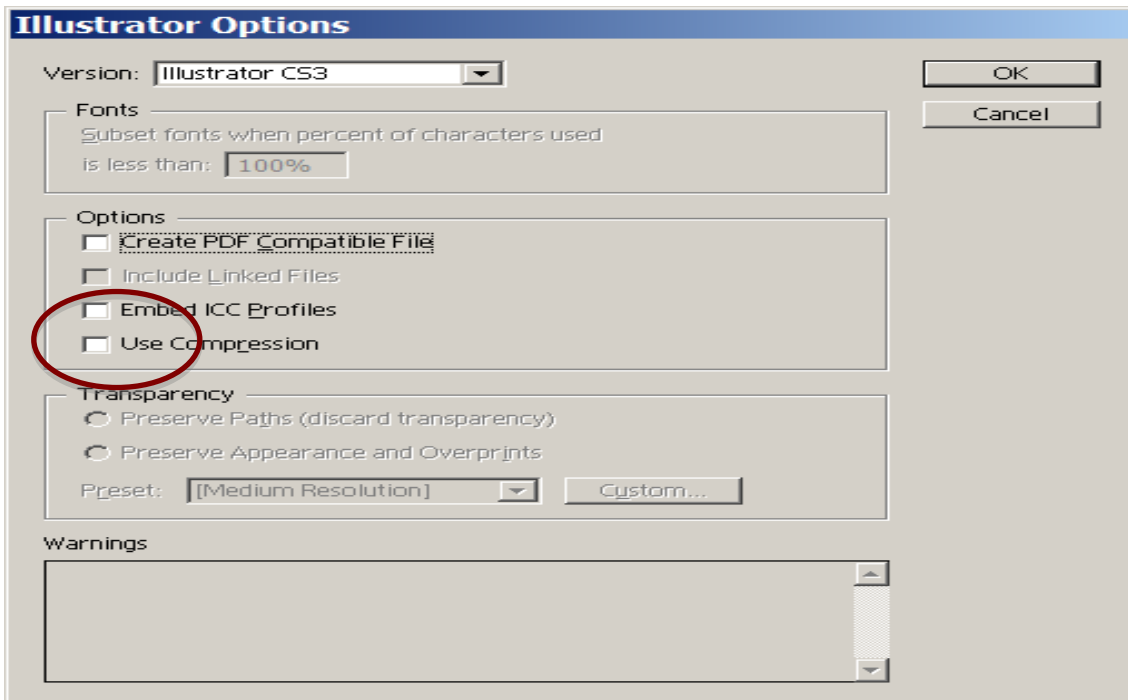 Illustrator Options
Version: Illustrator CS3
OK
Fonts
Cancel
Subset fonts when percent of characters used
is less than: 100%
Options
Create PDF Compatible File
Include Linked Files
Embed ICC Profiles
Use Compression
Transparency
Preserve Paths (discard transparency)
Preserve Appearance and Overprints
Preset: [Medium Resolution] Custom...
Warnings